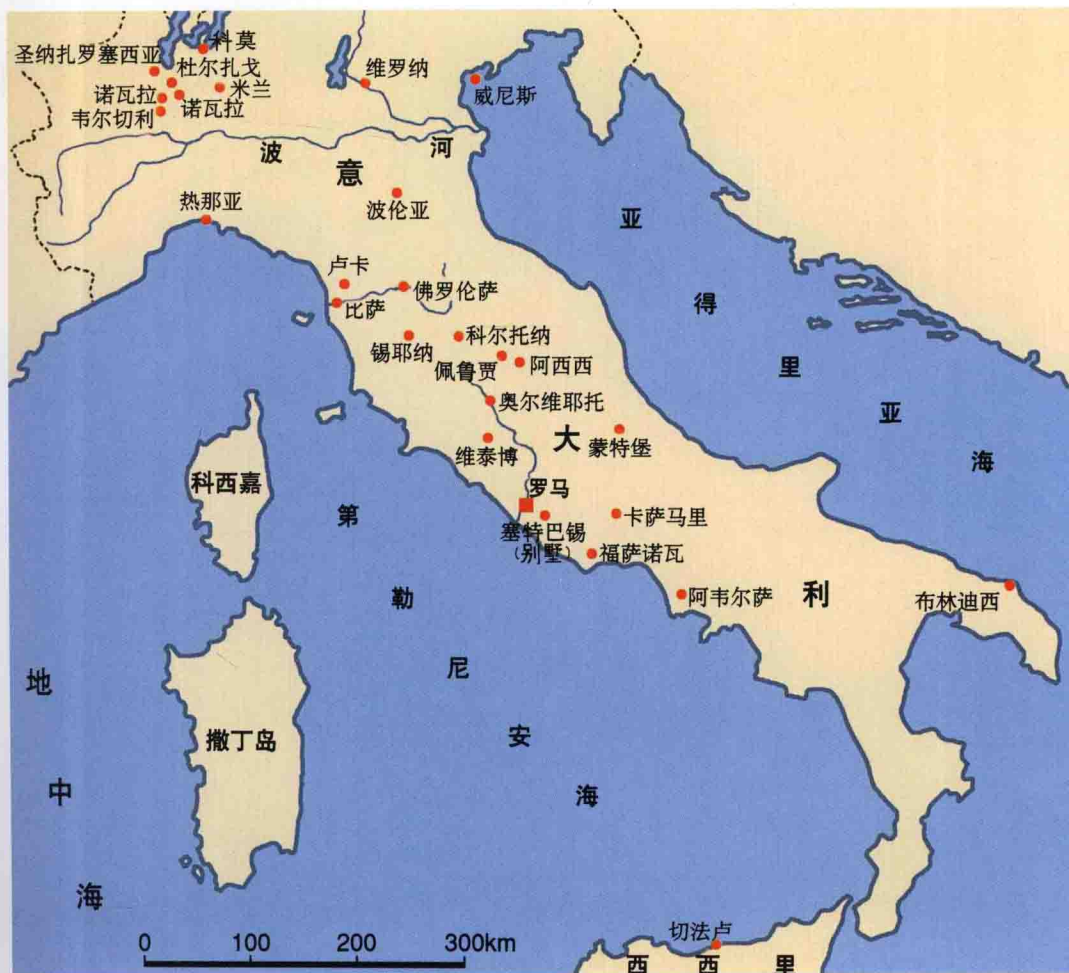 科莫
圣纳扎罗塞西亚
杜尔扎戈
米兰
诺瓦拉
诺瓦拉
韦尔切利
维罗纳
威尼斯
波 河
意
波伦亚
热那亚
卢卡
佛罗伦萨
比萨
锡耶纳
科尔托纳
佩鲁贾
阿西西
奥尔维耶托
大
蒙特堡
维泰博
罗马
塞特巴锡
(别墅)
卡萨马里
福萨诺瓦
阿韦尔萨
利
布林迪西
亚得里亚海
科西嘉
第勒尼安海
撒丁岛
地中海
切法卢
西西里
0 100 200 300km